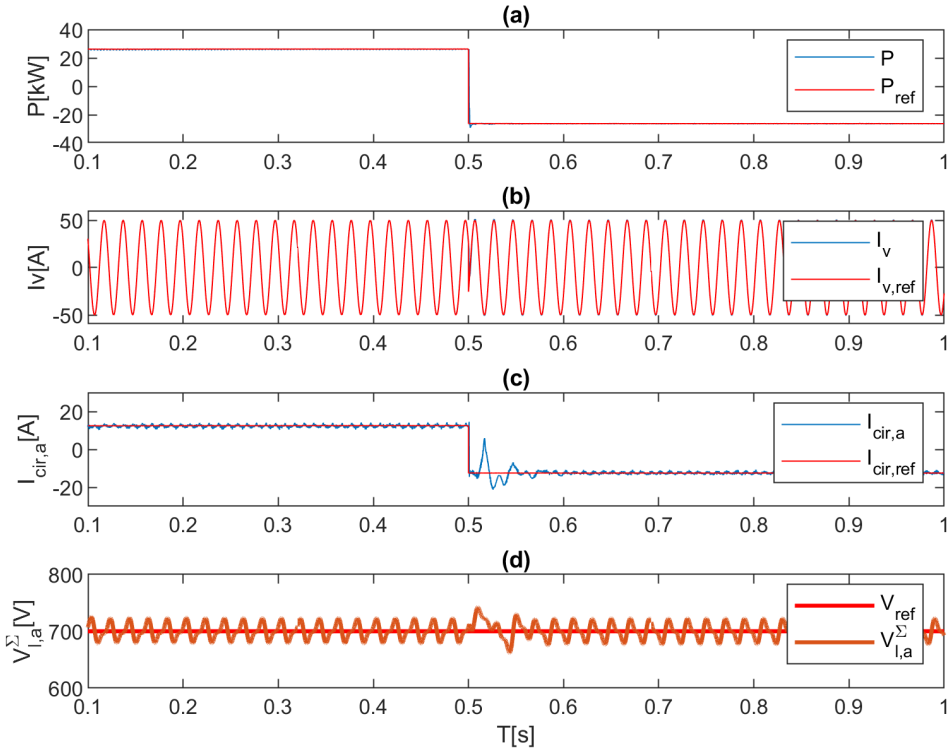 (a)
P[kW]
40
20
0
-20
-40
P
P_ref
0.1 0.2 0.3 0.4 0.5 0.6 0.7 0.8 0.9 1
(b)
Iv[A]
50
0
-50
I_v
I_v,ref
0.1 0.2 0.3 0.4 0.5 0.6 0.7 0.8 0.9 1
(c)
I_cir,a[A]
20
0
-20
I_cir,a
I_cir,ref
0.1 0.2 0.3 0.4 0.5 0.6 0.7 0.8 0.9 1
(d)
V_l,a^Σ[V]
800
700
600
V_ref
V_l,a^Σ
0.1 0.2 0.3 0.4 0.5 0.6 0.7 0.8 0.9 1
T[s]